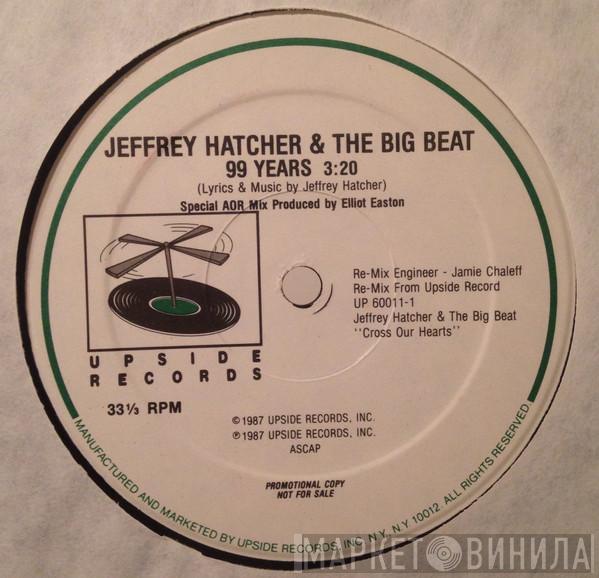 JEFFREY HATCHER & THE BIG BEAT
99 YEARS 3:20
(Lyrics & Music by Jeffrey Hatcher)
Special AOR Mix Produced by Elliot Easton
Re-Mix Engineer - Jamie Chaleff
Re-Mix From Upside Record
UP 60011-1
Jeffrey Hatcher & The Big Beat
''Cross Our Hearts''
UPSIDE
RECORDS
33⅓ RPM
©1987 UPSIDE RECORDS, INC.
℗1987 UPSIDE RECORDS, INC.
ASCAP
PROMOTIONAL COPY
NOT FOR SALE
MANUFACTURED AND MARKETED BY UPSIDE RECORDS, INC N.Y., N.Y 10012. ALL RIGHTS RESERVED.
МАРКЕТ ВИНИЛА